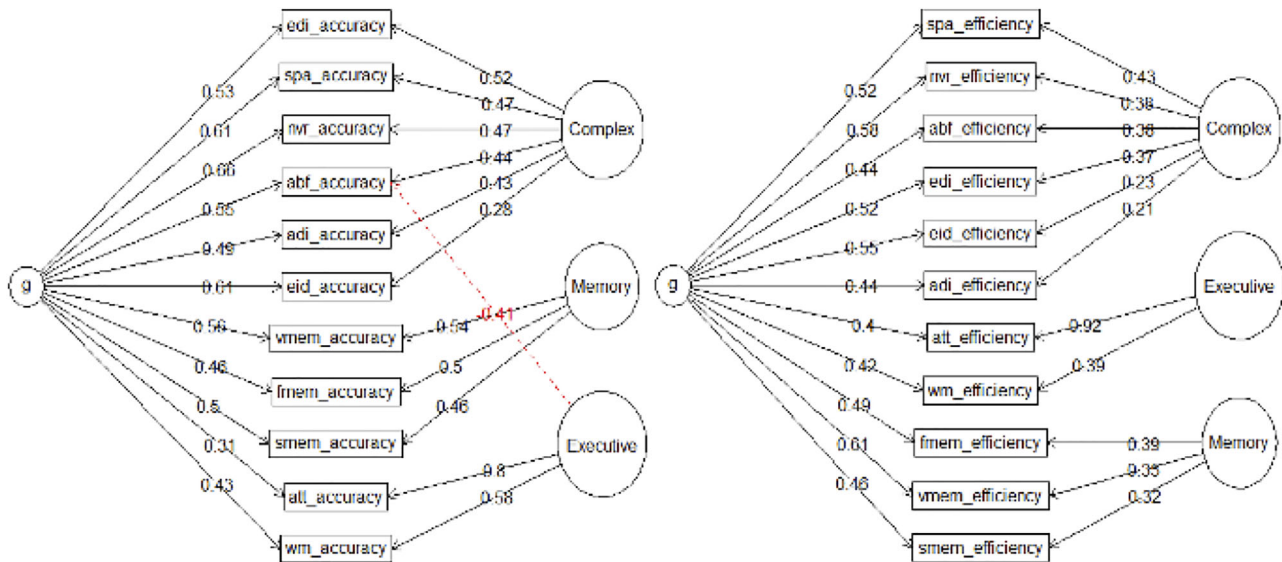 edi_accuracy
spa_accuracy
nvr_accuracy
abf_accuracy
adi_accuracy
eid_accuracy
vmem_accuracy
fmem_accuracy
smem_accuracy
att_accuracy
wm_accuracy
g
0.53
0.61
0.66
0.55
0.49
0.61
0.56
0.46
0.5
0.31
0.43
0.52
0.47
0.47
0.44
0.43
0.28
Complex
0.54
-0.41
0.5
0.46
Memory
0.8
0.58
Executive
spa_efficiency
nvr_efficiency
abf_efficiency
edi_efficiency
eid_efficiency
adi_efficiency
att_efficiency
wm_efficiency
fmem_efficiency
vmem_efficiency
smem_efficiency
g
0.52
0.58
0.44
0.52
0.55
0.44
0.4
0.42
0.49
0.61
0.46
0.43
0.38
0.38
0.37
0.23
0.21
Complex
0.92
0.39
Executive
0.39
0.33
0.32
Memory